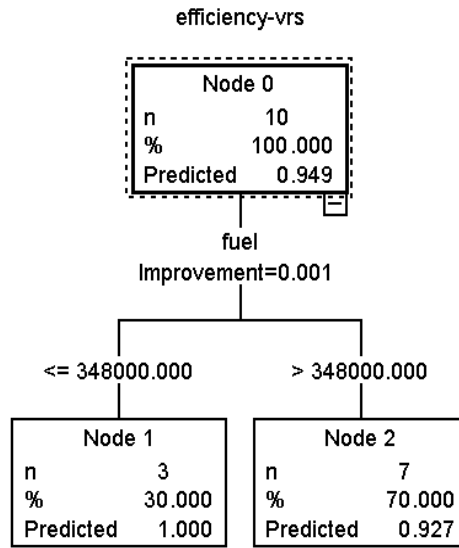 efficiency-vrs
Node 0
n 10
% 100.000
Predicted 0.949
fuel
Improvement=0.001
<= 348000.000
> 348000.000
Node 1
n 3
% 30.000
Predicted 1.000
Node 2
n 7
% 70.000
Predicted 0.927